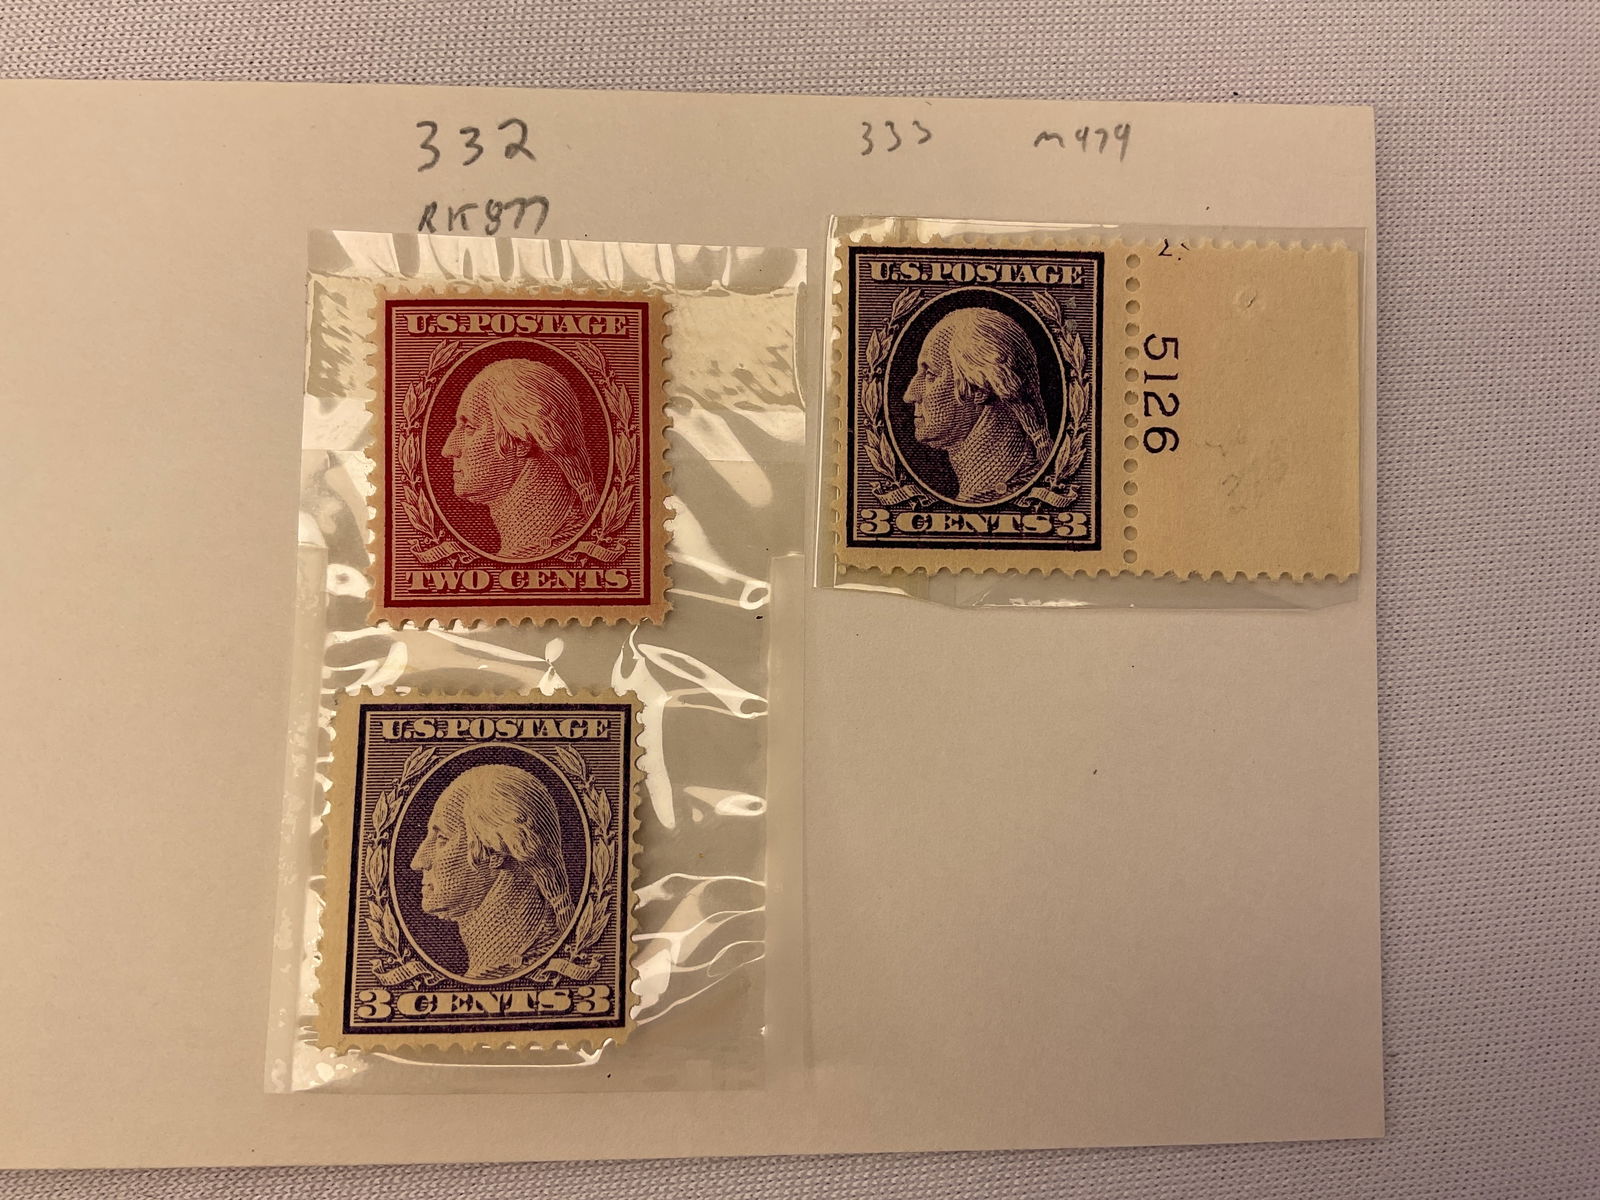 332
RK877
U.S. POSTAGE
TWO CENTS
U.S. POSTAGE
3 CENTS 3
333 m479
U.S. POSTAGE
3 CENTS 3
5126